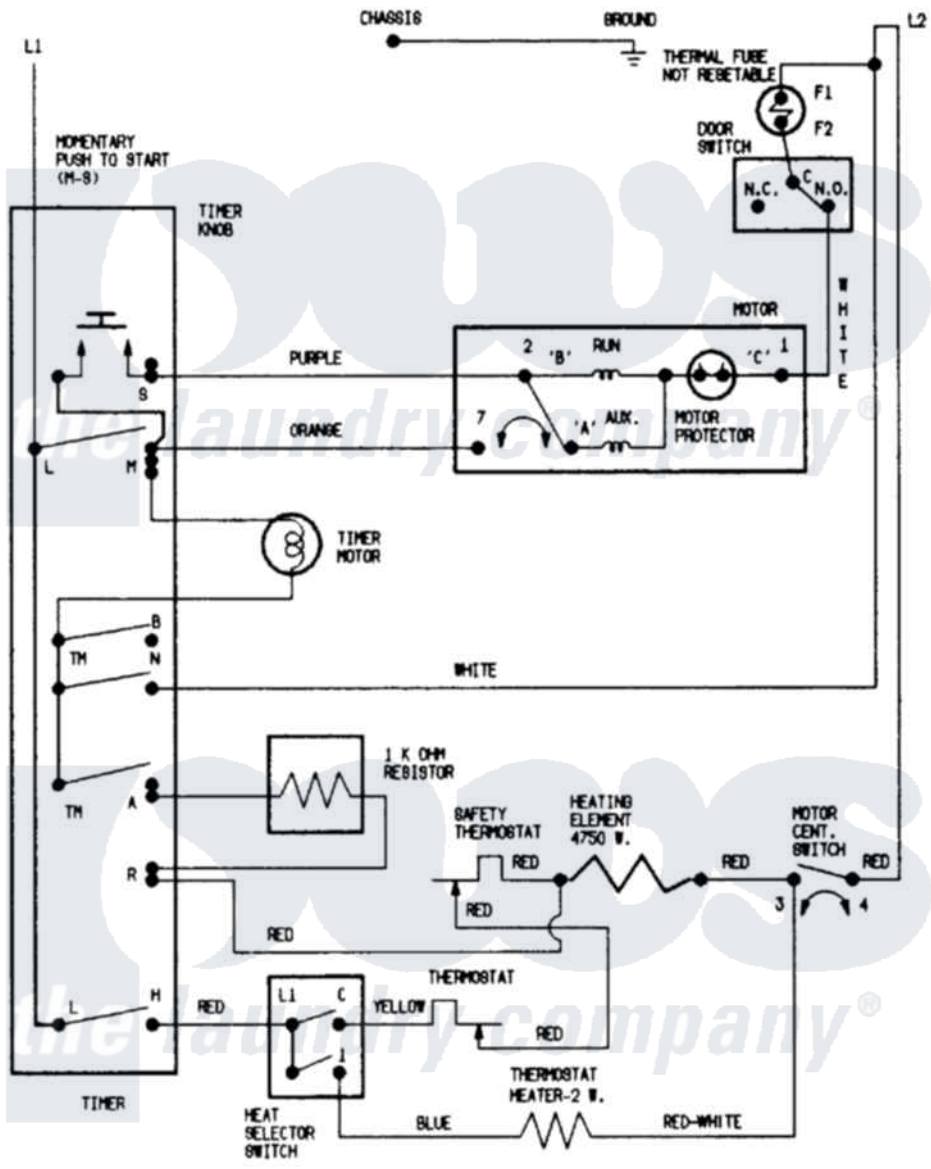 CHASSIS
GROUND
L2
L1
THERMAL FUSE
NOT RESETABLE
F1
F2
DOOR
SWITCH
MOMENTARY
PUSH TO START
(M-S)
N.C.
C
N.O.
TIMER
KNOB
WHITE
MOTOR
PURPLE
2
'B'
RUN
'C'
1
S
the laundry company®
ORANGE
7
'A'
AUX.
MOTOR
PROTECTOR
L
M
TIMER
MOTOR
B
TM
N
WHITE
1 K OHM
RESISTOR
TM
A
SAFETY
THERMOSTAT
HEATING
ELEMENT
4750 W.
MOTOR
CENT.
SWITCH
RED
RED
RED
R
RED
3
4
RED
THERMOSTAT
L
H
RED
L1
C
YELLOW
RED
the laundry company®
1
THERMOSTAT
HEATER-2 W.
TIMER
HEAT
SELECTOR
SWITCH
BLUE
RED-WHITE